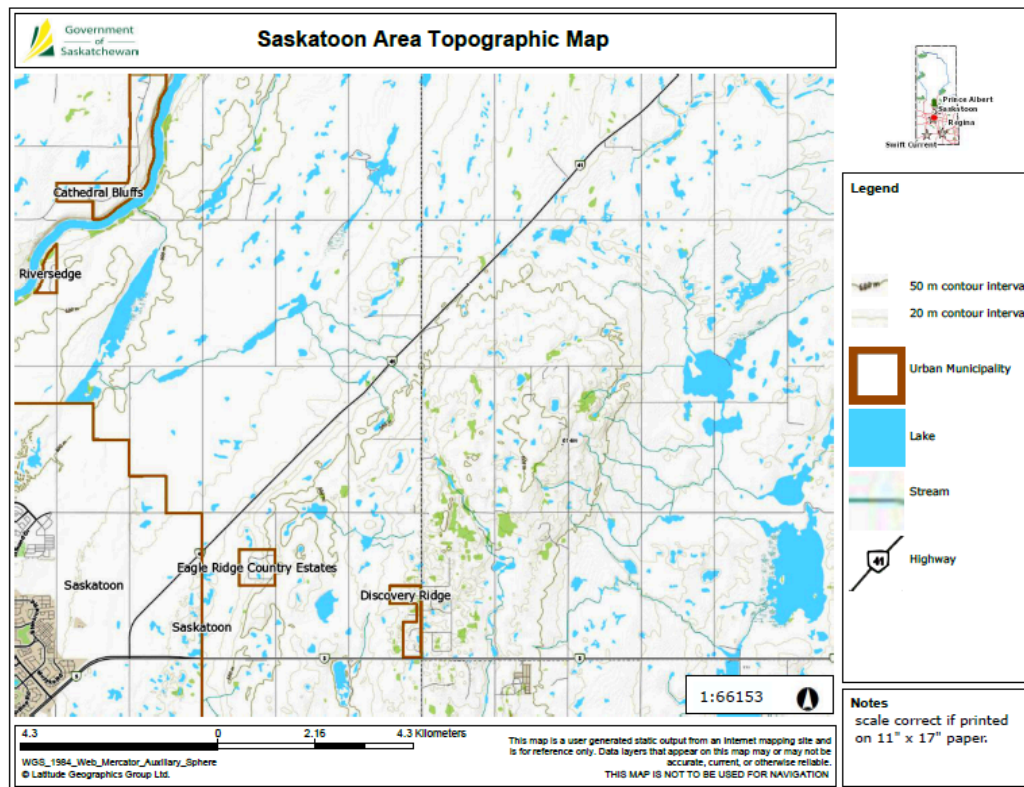 Government
of
Saskatchewan
Saskatoon Area Topographic Map
Prince Albert
Saskatoon
Regina
Swift Current
Cathedral Bluffs
41
Riversedge
41
Eagle Ridge Country Estates
Saskatoon
Discovery Ridge
Saskatoon
5
5
1:66153
Legend
50 m contour interva
20 m contour interva
Urban Municipality
Lake
Stream
41
Highway
Notes
scale correct if printed
on 11" x 17" paper.
4.3
0
2.16
4.3 Kilometers
WGS_1984_Web_Mercator_Auxiliary_Sphere
© Latitude Geographics Group Ltd.
This map is a user generated static output from an Internet mapping site and
is for reference only. Data layers that appear on this map may or may not be
accurate, current, or otherwise reliable.
THIS MAP IS NOT TO BE USED FOR NAVIGATION